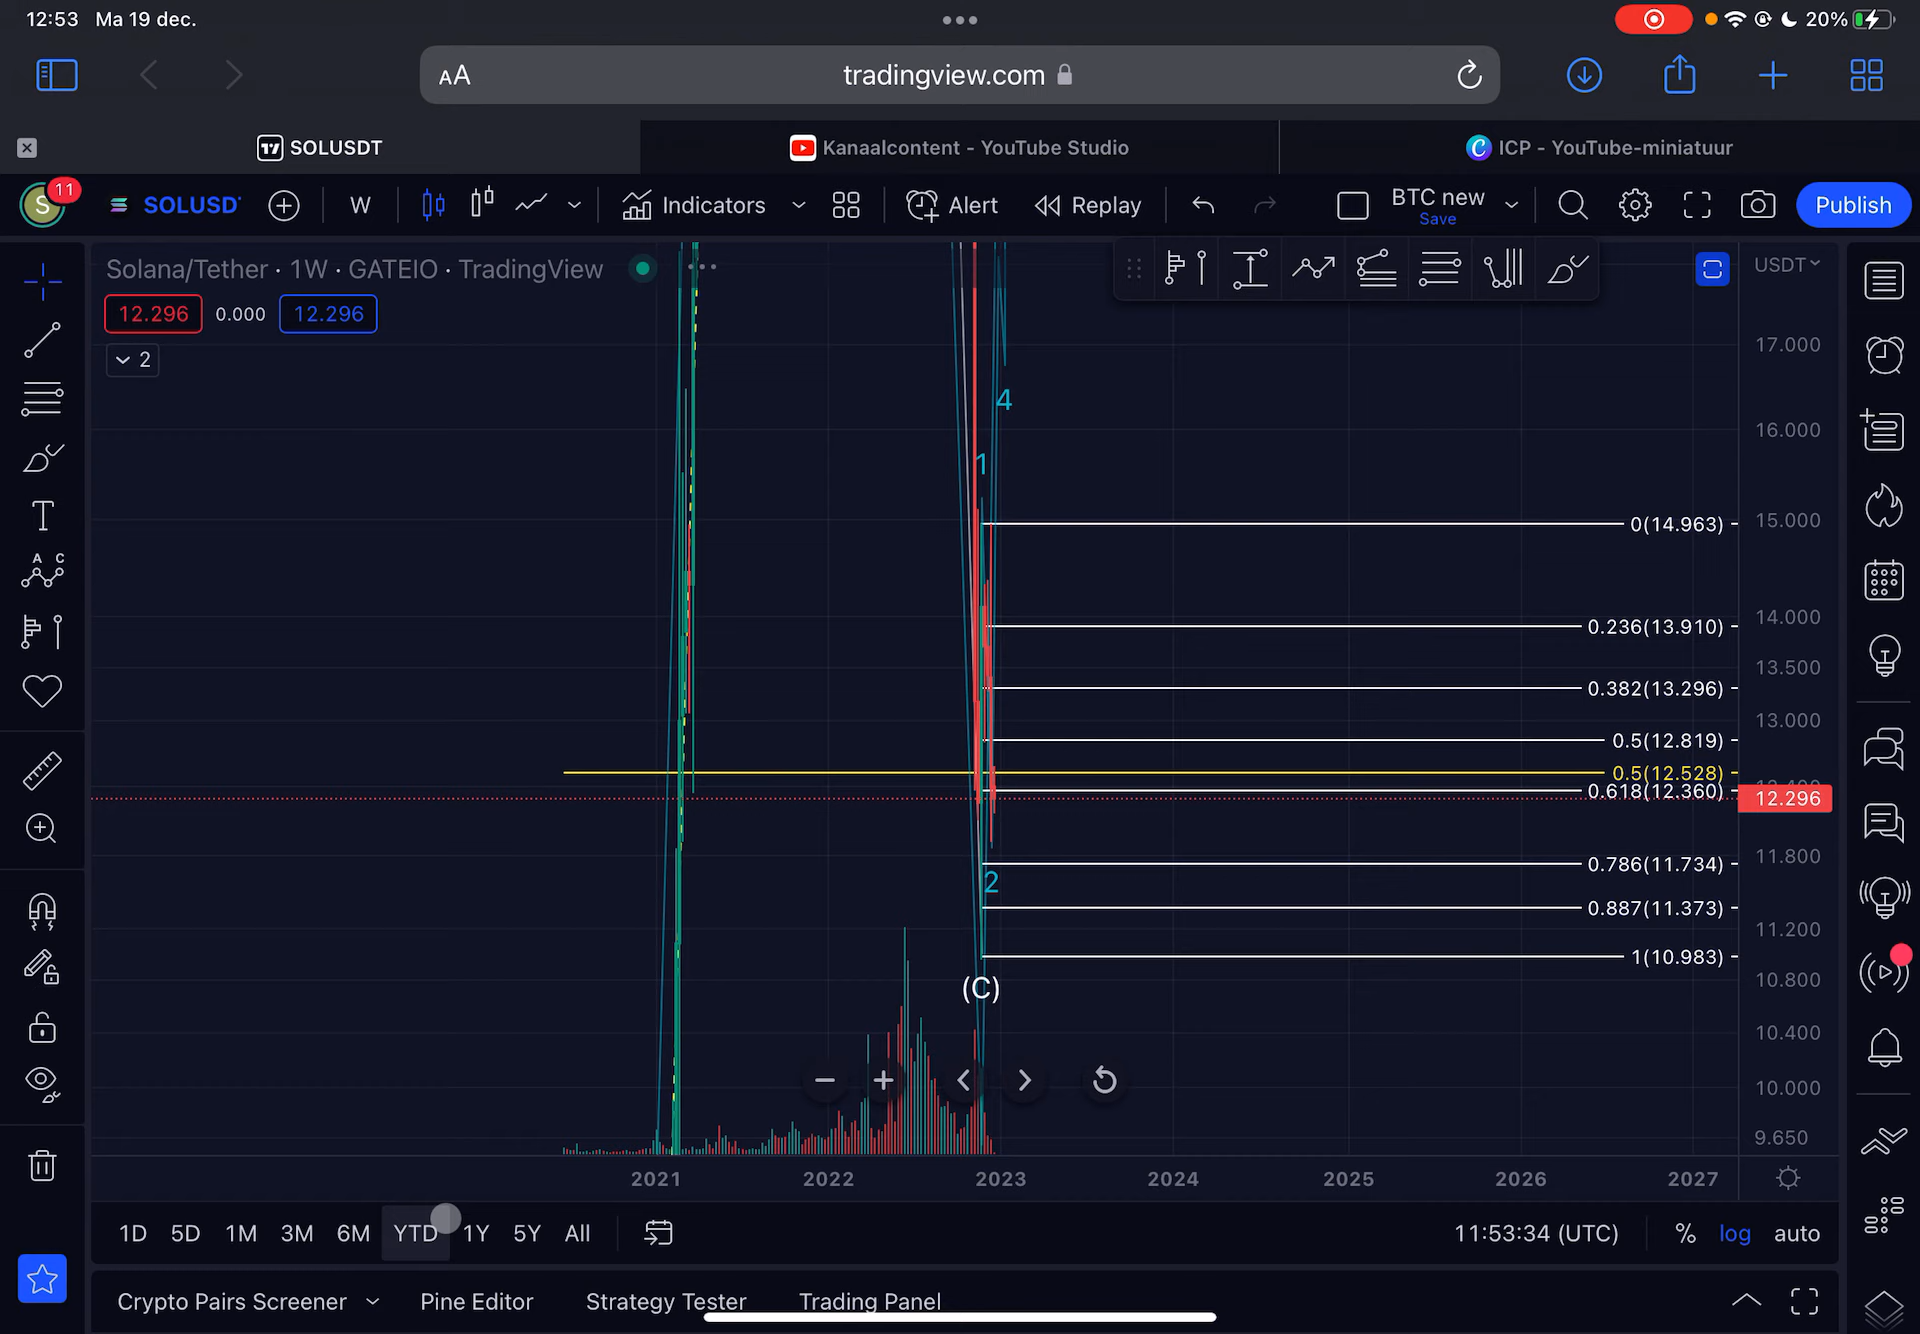 12:53 Ma 19 dec.
20%
AA
tradingview.com
SOLUSDT
Kanaalcontent - YouTube Studio
ICP - YouTube-miniatuur
S
11
SOLUSD
W
Indicators
Alert
Replay
BTC new
Save
Publish
Solana/Tether · 1W · GATEIO · TradingView
USDT
12.296
0.000
12.296
2
17.000
4
16.000
1
15.000
0(14.963)
14.000
0.236(13.910)
13.500
0.382(13.296)
13.000
0.5(12.819)
0.5(12.528)
0.618(12.360)
12.296
11.800
0.786(11.734)
2
0.887(11.373)
11.200
1(10.983)
10.800
(C)
10.400
10.000
9.650
2021
2022
2023
2024
2025
2026
2027
1D
5D
1M
3M
6M
YTD
1Y
5Y
All
11:53:34 (UTC)
%
log
auto
Crypto Pairs Screener
Pine Editor
Strategy Tester
Trading Panel